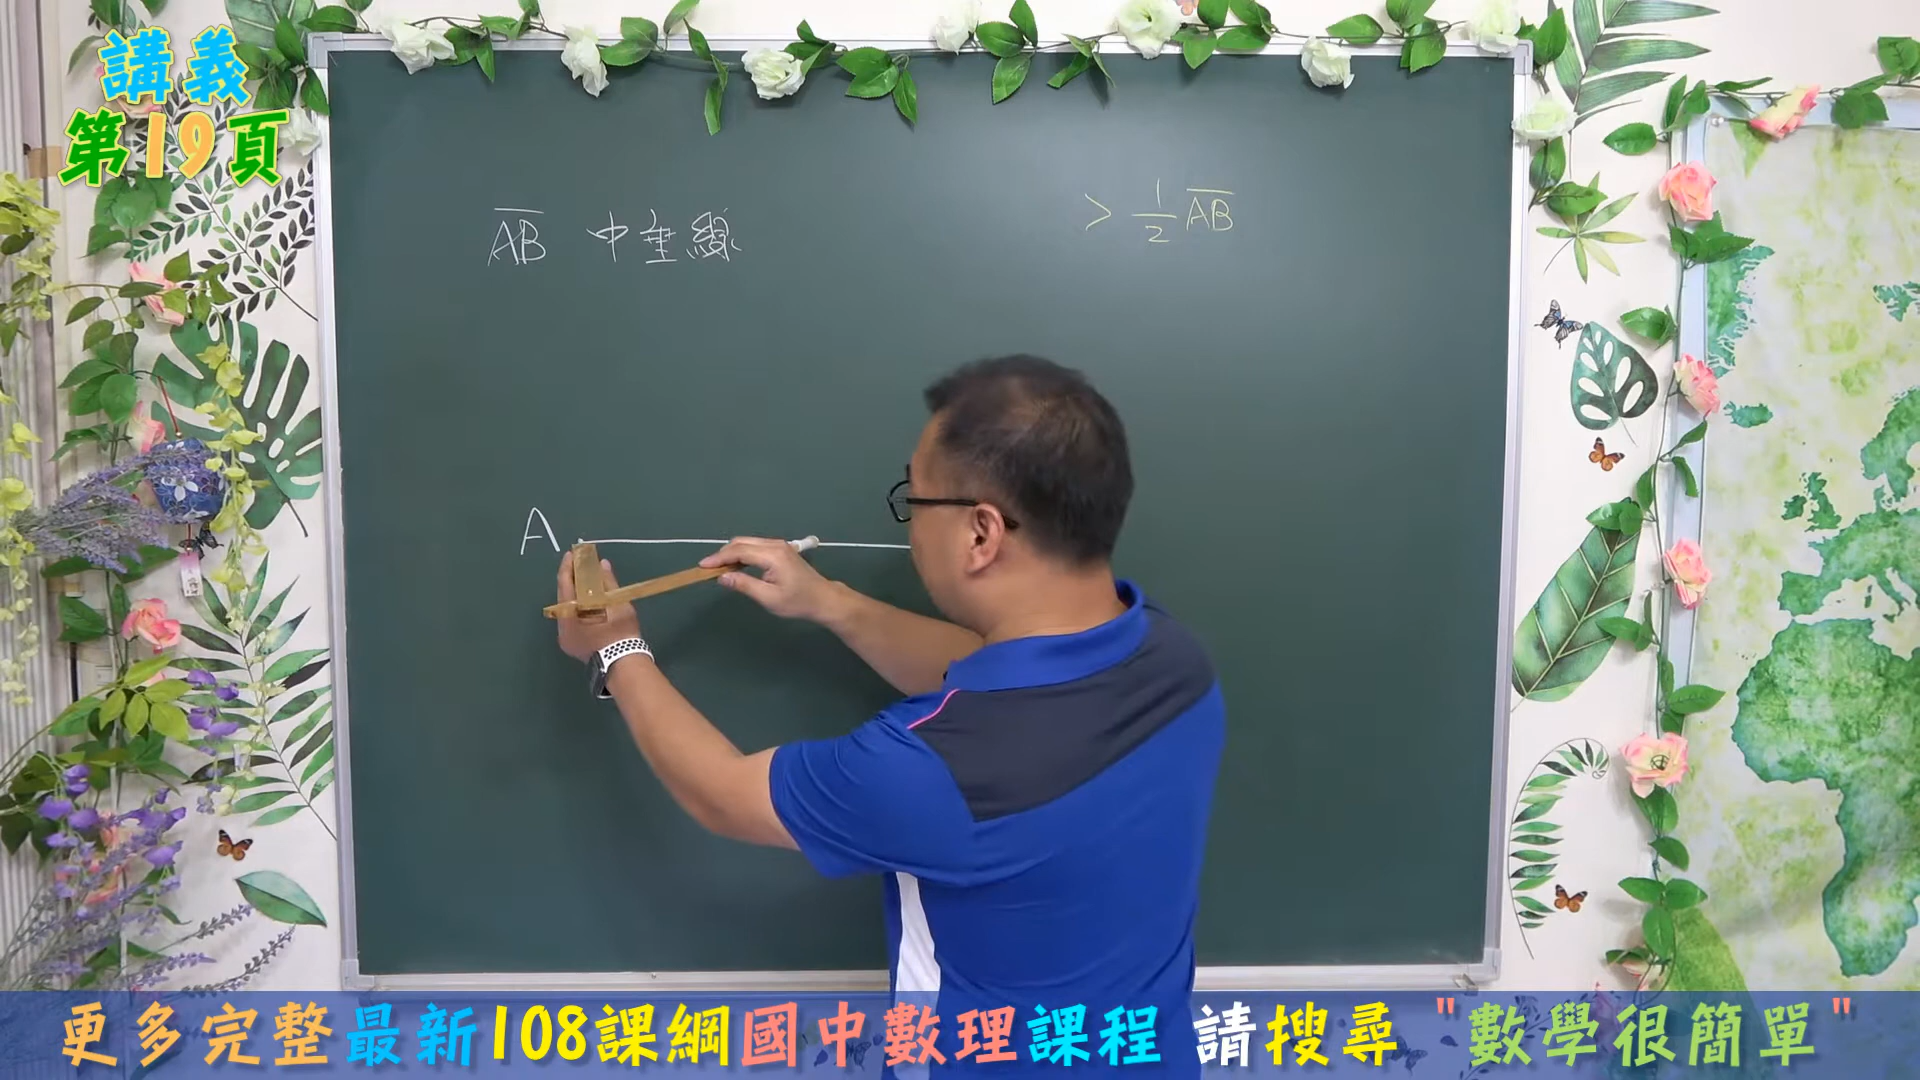 講義
第19頁
AB 中垂線
> 1/2 AB
A
更多完整最新108課綱國中數理課程 請搜尋 "數學很簡單"